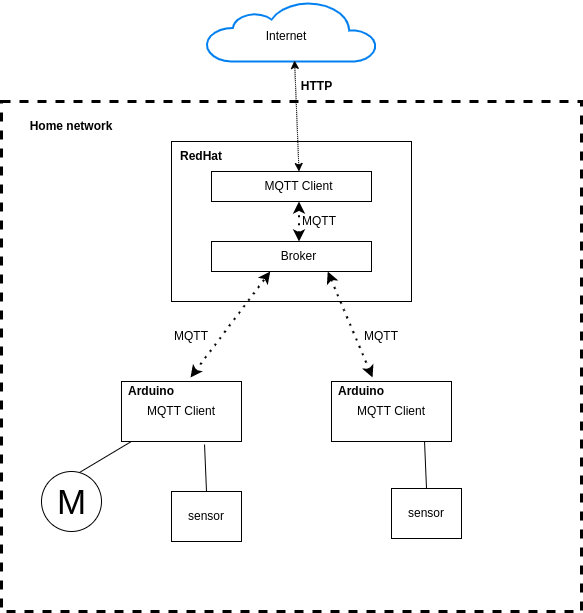 Internet
HTTP
Home network
RedHat
MQTT Client
MQTT
Broker
MQTT
MQTT
Arduino
MQTT Client
Arduino
MQTT Client
M
sensor
sensor